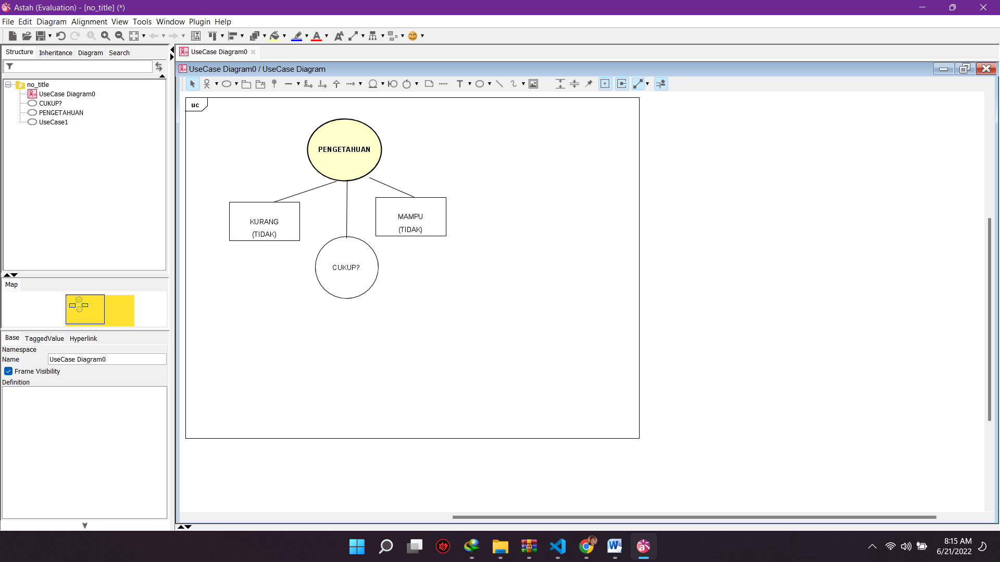 Astah (Evaluation) - [no_title] (*)
File Edit Diagram Alignment View Tools Window Plugin Help
Structure Inheritance Diagram Search
no_title
UseCase Diagram0
CUKUP?
PENGETAHUAN
UseCase1
Map
Base TaggedValue Hyperlink
Namespace
Name UseCase Diagram0
Frame Visibility
Definition
UseCase Diagram0
UseCase Diagram0 / UseCase Diagram
uc
PENGETAHUAN
KURANG
(TIDAK)
MAMPU
(TIDAK)
CUKUP?
8:15 AM
6/21/2022